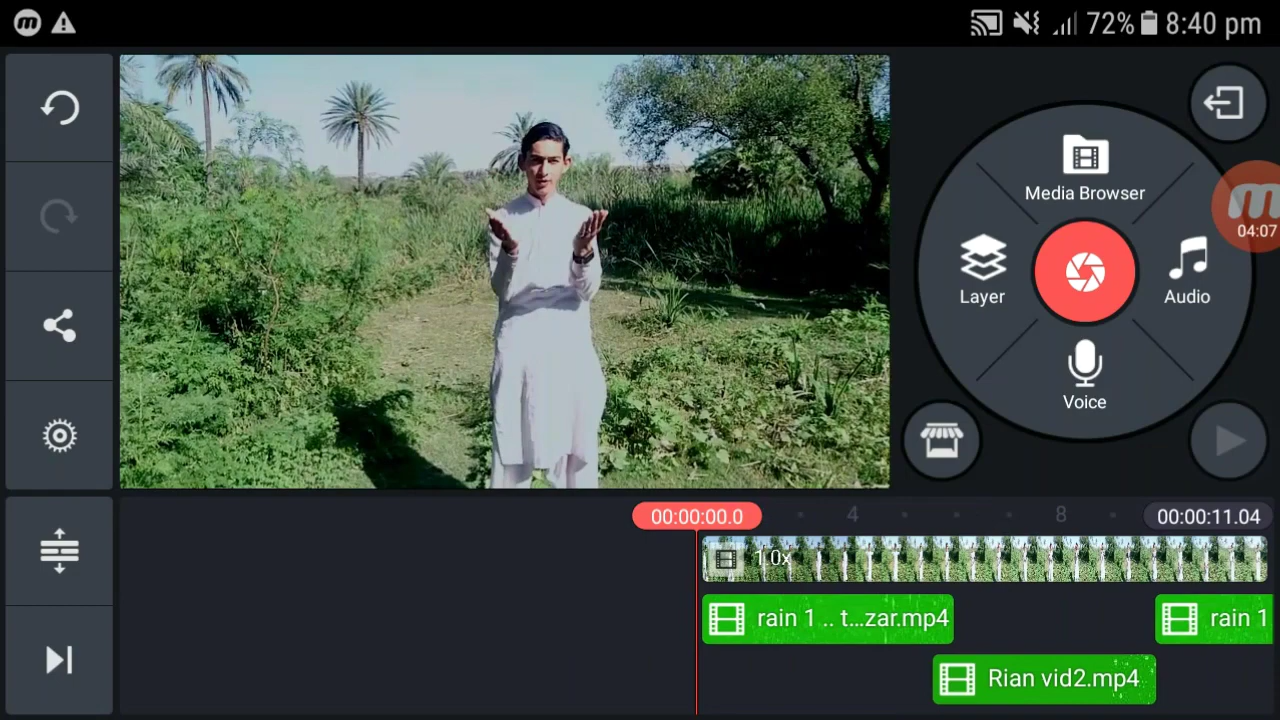 72% 8:40 pm
Media Browser
m
04:07
Layer
Audio
Voice
00:00:00.0
4
8
00:00:11.04
1.0x
rain 1 .. t...zar.mp4
rain 1
Rian vid2.mp4